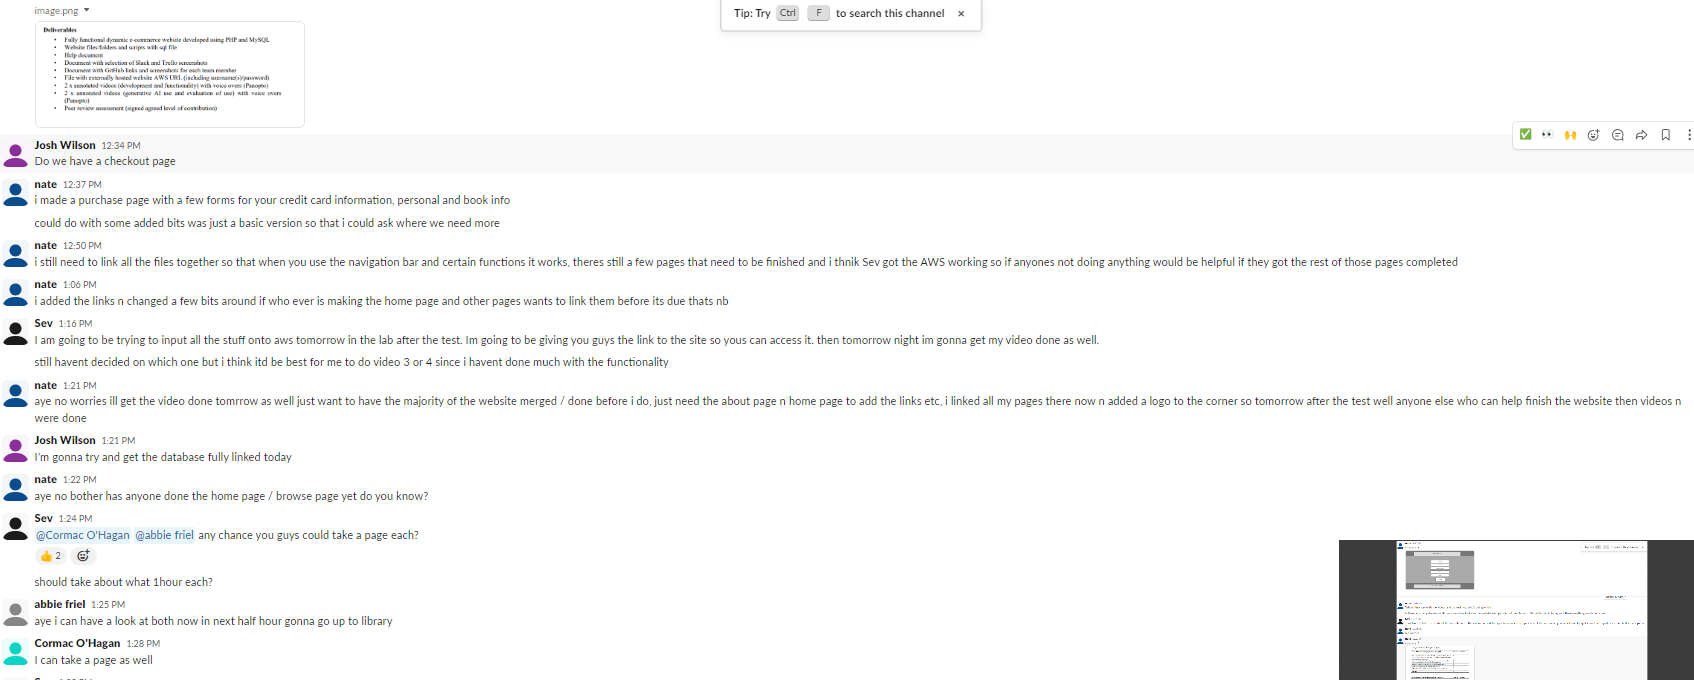 image.png
Tip: Try Ctrl F to search this channel ×
Deliverables
• Fully functional dynamic e-commerce website developed using PHP and MySQL
• Website files/folders and scripts with sql file
• Help document
• Document with selection of Slack and Trello screenshots
• Document with GitHub links and screenshots for each team member
• File with externally hosted website AWS URL (including username(s)/password)
• 2 x annotated videos (development and functionality) with voice overs (Panopto)
• 2 x annotated videos (generative AI use and evaluation of use) with voice overs
(Panopto)
• Peer review assessment (signed agreed level of contribution)
Josh Wilson 12:34 PM
Do we have a checkout page
nate 12:37 PM
i made a purchase page with a few forms for your credit card information, personal and book info
could do with some added bits was just a basic version so that i could ask where we need more
nate 12:50 PM
i still need to link all the files together so that when you use the navigation bar and certain functions it works, theres still a few pages that need to be finished and i thnik Sev got the AWS working so if anyones not doing anything would be helpful if they got the rest of those pages completed
nate 1:06 PM
i added the links n changed a few bits around if who ever is making the home page and other pages wants to link them before its due thats nb
Sev 1:16 PM
I am going to be trying to input all the stuff onto aws tomorrow in the lab after the test. Im going to be giving you guys the link to the site so yous can access it. then tomorrow night im gonna get my video done as well.
still havent decided on which one but i think itd be best for me to do video 3 or 4 since i havent done much with the functionality
nate 1:21 PM
aye no worries ill get the video done tomrrow as well just want to have the majority of the website merged / done before i do, just need the about page n home page to add the links etc, i linked all my pages there now n added a logo to the corner so tomorrow after the test well anyone else who can help finish the website then videos n
were done
Josh Wilson 1:21 PM
I'm gonna try and get the database fully linked today
nate 1:22 PM
aye no bother has anyone done the home page / browse page yet do you know?
Sev 1:24 PM
@Cormac O'Hagan @abbie friel any chance you guys could take a page each?
2
should take about what 1hour each?
abbie friel 1:25 PM
aye i can have a look at both now in next half hour gonna go up to library
Cormac O'Hagan 1:28 PM
I can take a page as well